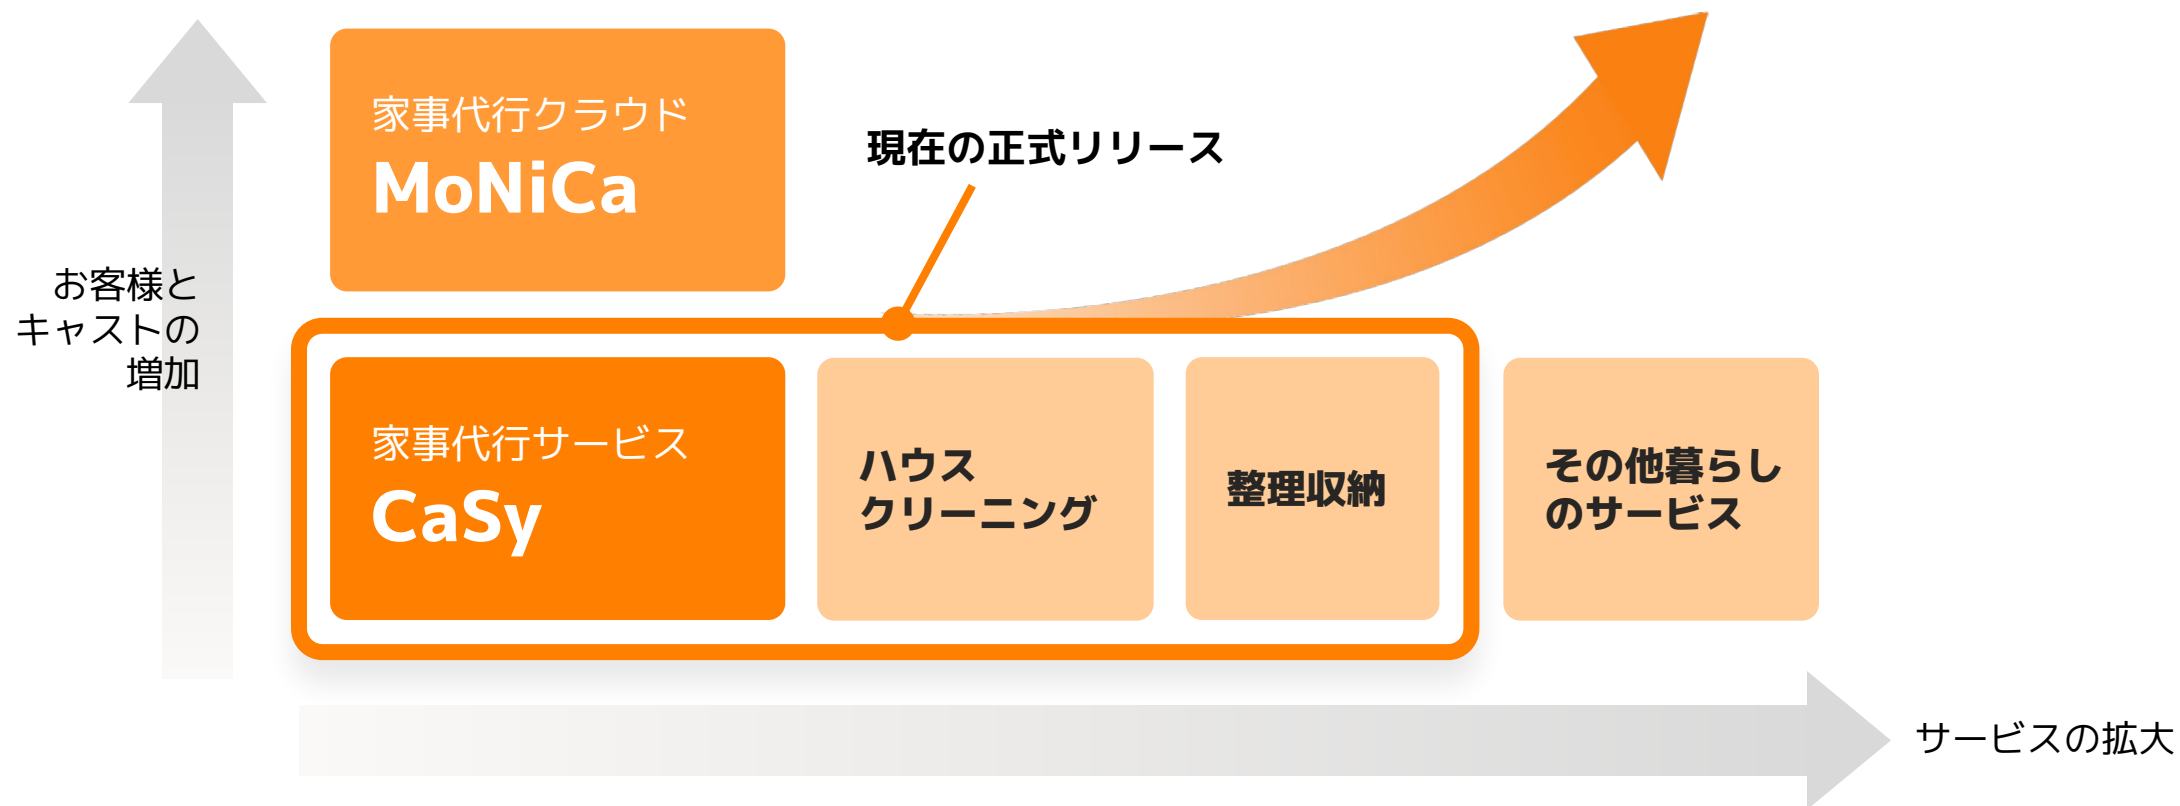 家事代行クラウド
MoNiCa
現在の正式リリース
お客様と
キャストの
増加
家事代行サービス
CaSy
ハウス
クリーニング
整理収納
その他暮らし
のサービス
サービスの拡大